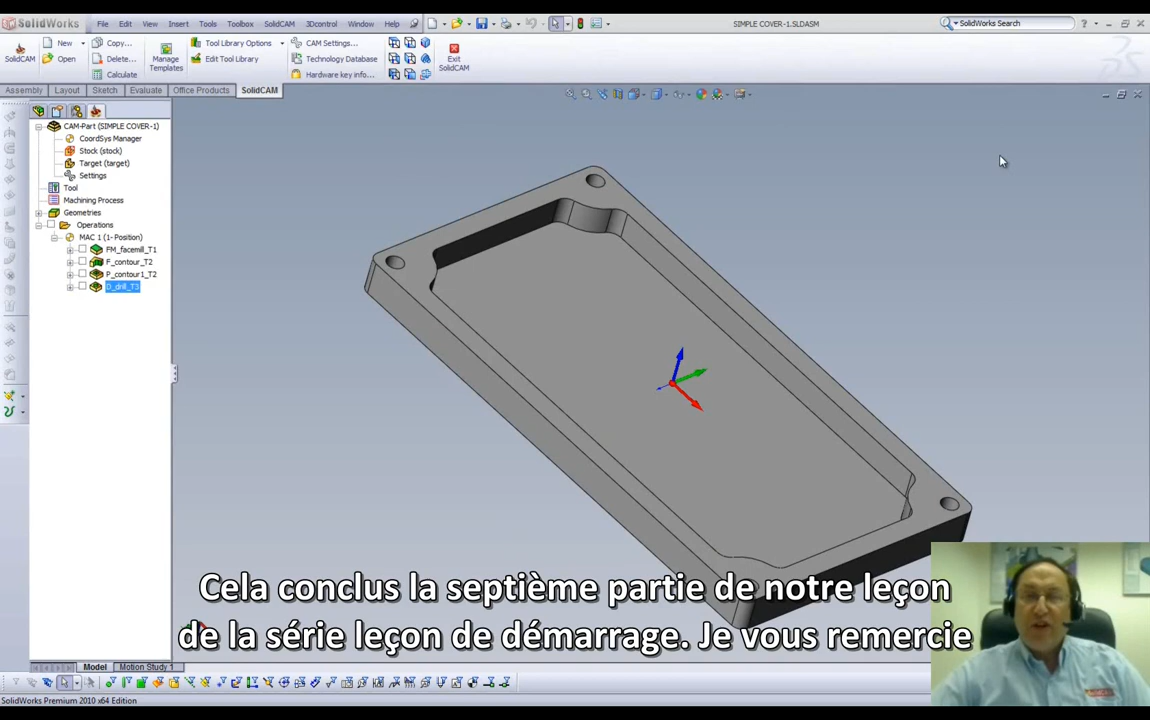 SolidWorks File Edit View Insert Tools Toolbox SolidCAM 3Dcontrol Window Help SIMPLE COVER-1.SLDASM SolidWorks Search
SolidCAM New Open Copy... Delete... Calculate Manage Templates Tool Library Options Edit Tool Library CAM Settings... Technology Database Hardware key info... Exit SolidCAM
Assembly Layout Sketch Evaluate Office Products SolidCAM
CAM-Part (SIMPLE COVER-1)
CoordSys Manager
Stock (stock)
Target (target)
Settings
Tool
Machining Process
Geometries
Operations
MAC 1 (1- Position)
FM_facemill_T1
F_contour_T2
P_contour1_T2
D_drill_T3
Cela conclus la septième partie de notre leçon
de la série leçon de démarrage. Je vous remercie
Model Motion Study 1
SolidWorks Premium 2010 x64 Edition